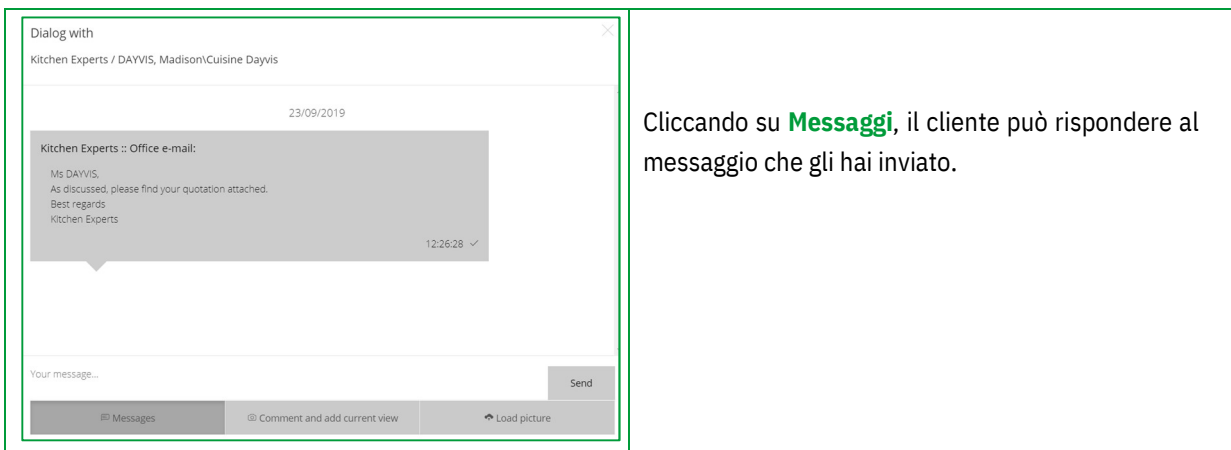 Dialog with
Kitchen Experts / DAYVIS, Madison\Cuisine Dayvis
23/09/2019
Kitchen Experts :: Office e-mail:
Ms DAYVIS,
As discussed, please find your quotation attached.
Best regards
Kitchen Experts
12:26:28
Your message...
Send
Messages
Comment and add current view
Load picture
Cliccando su Messaggi, il cliente può rispondere al
messaggio che gli hai inviato.